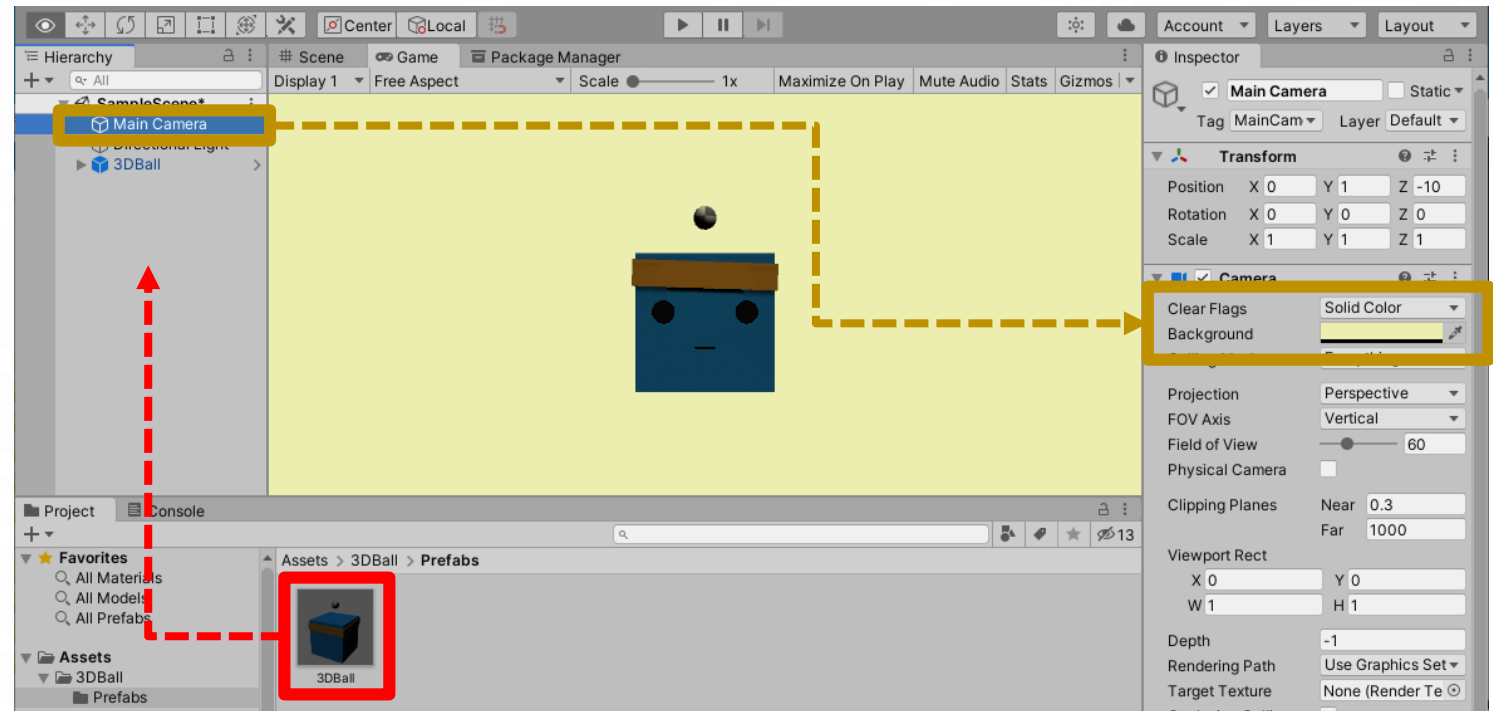 Center Local
Account Layers Layout
Hierarchy
All
SampleScene*
Main Camera
Directional Light
3DBall
Scene Game Package Manager
Display 1 Free Aspect Scale 1x Maximize On Play Mute Audio Stats Gizmos
Inspector
Main Camera Static
Tag MainCam Layer Default
Transform
Position X 0 Y 1 Z -10
Rotation X 0 Y 0 Z 0
Scale X 1 Y 1 Z 1
Camera
Clear Flags Solid Color
Background
Projection Perspective
FOV Axis Vertical
Field of View 60
Physical Camera
Clipping Planes Near 0.3
Far 1000
Viewport Rect
X 0 Y 0
W 1 H 1
Depth -1
Rendering Path Use Graphics Set
Target Texture None (Render Te
Project Console
13
Favorites
All Materials
All Models
All Prefabs
Assets
3DBall
Prefabs
Assets > 3DBall > Prefabs
3DBall